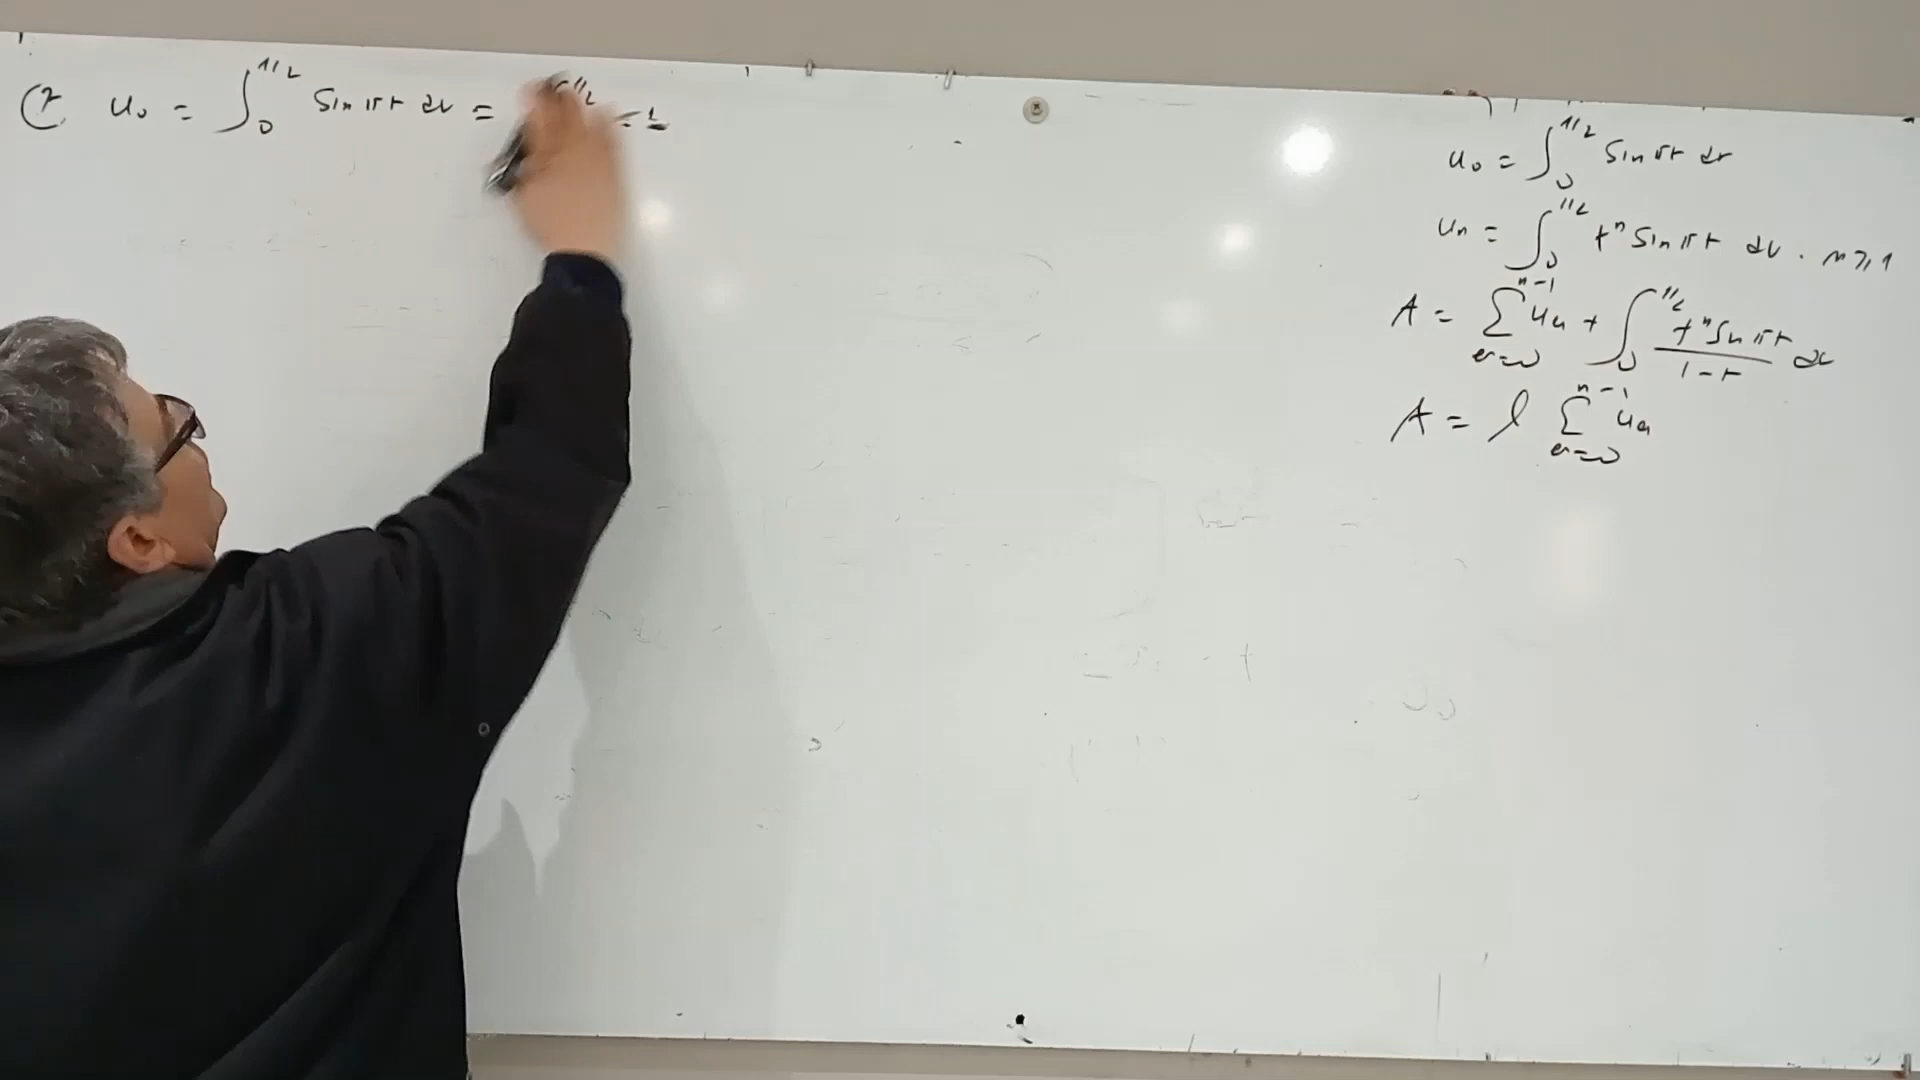 ② u₀ = ∫₀^{1/2} sin πt dt =
u₀ = ∫₀^{1/2} sin πt dt
uₙ = ∫₀^{1/2} tⁿ sin πt dt . n ≥ 1
A = Σ_{k=0}^{n-1} uₖ + ∫₀^{1/2} \frac{tⁿ sin πt}{1-t} dt
A = l Σ_{k=0}^{n-1} uₖ